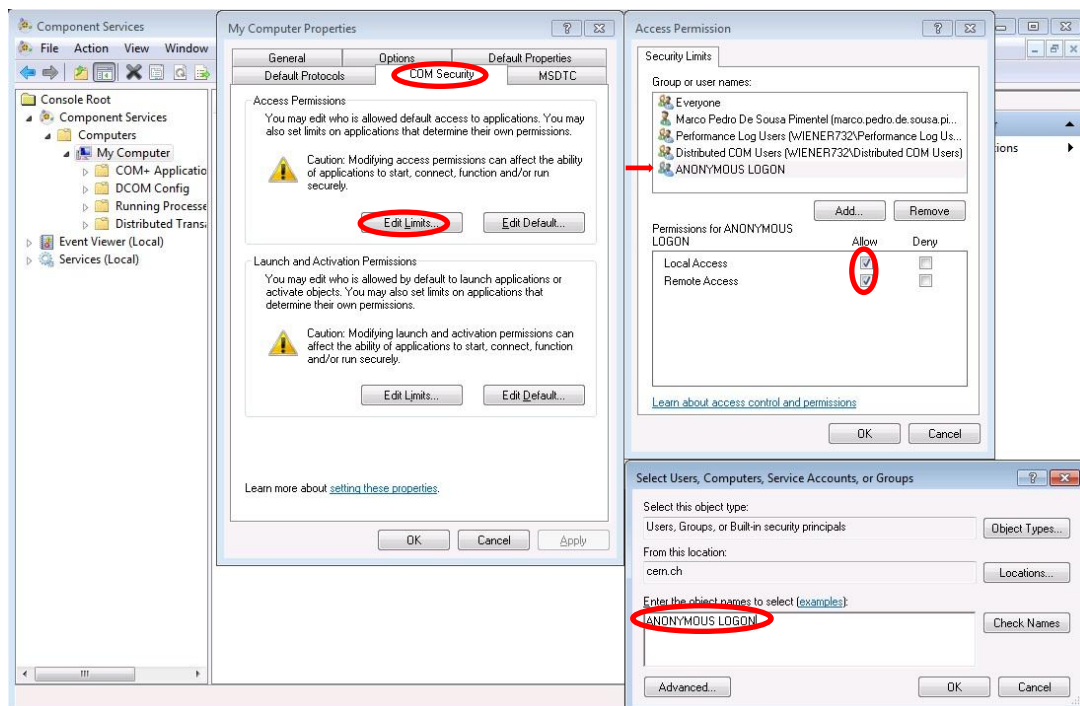 Component Services
File Action View Window
Console Root
Component Services
Computers
My Computer
COM+ Applicatio
DCOM Config
Running Processe
Distributed Transa
Event Viewer (Local)
Services (Local)
My Computer Properties
General Options Default Properties
Default Protocols COM Security MSDTC
Access Permissions
You may edit who is allowed default access to applications. You may
also set limits on applications that determine their own permissions.
Caution: Modifying access permissions can affect the ability
of applications to start, connect, function and/or run
securely.
Edit Limits... Edit Default...
Launch and Activation Permissions
You may edit who is allowed by default to launch applications or
activate objects. You may also set limits on applications that
determine their own permissions.
Caution: Modifying launch and activation permissions can
affect the ability of applications to start, connect, function
and/or run securely.
Edit Limits... Edit Default...
Learn more about setting these properties.
OK Cancel Apply
Access Permission
Security Limits
Group or user names:
Everyone
Marco Pedro De Sousa Pimentel (marco.pedro.de.sousa.pi...
Performance Log Users (WIENER732\Performance Log Us...
Distributed COM Users (WIENER732\Distributed COM Users)
ANONYMOUS LOGON
Add... Remove
Permissions for ANONYMOUS
LOGON Allow Deny
Local Access
Remote Access
Learn about access control and permissions
OK Cancel
ions
Select Users, Computers, Service Accounts, or Groups
Select this object type:
Users, Groups, or Built-in security principals
Object Types...
From this location:
cern.ch
Locations...
Enter the object names to select (examples):
ANONYMOUS LOGON
Check Names
Advanced... OK Cancel